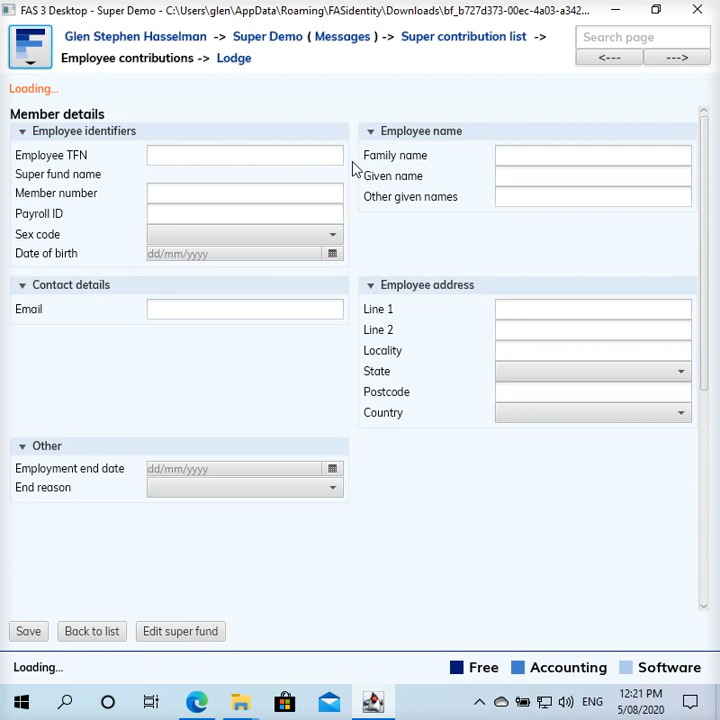 FAS 3 Desktop - Super Demo - C:\Users\glen\AppData\Roaming\FASidentity\Downloads\bf_b727d373-00ec-4a03-a342...
Glen Stephen Hasselman -> Super Demo ( Messages ) -> Super contribution list ->
Employee contributions -> Lodge
Search page
<--- --->
Loading...
Member details
Employee identifiers
Employee TFN
Super fund name
Member number
Payroll ID
Sex code
Date of birth dd/mm/yyyy
Employee name
Family name
Given name
Other given names
Contact details
Email
Employee address
Line 1
Line 2
Locality
State
Postcode
Country
Other
Employment end date dd/mm/yyyy
End reason
Save Back to list Edit super fund
Loading... Free Accounting Software
ENG 12:21 PM
5/08/2020